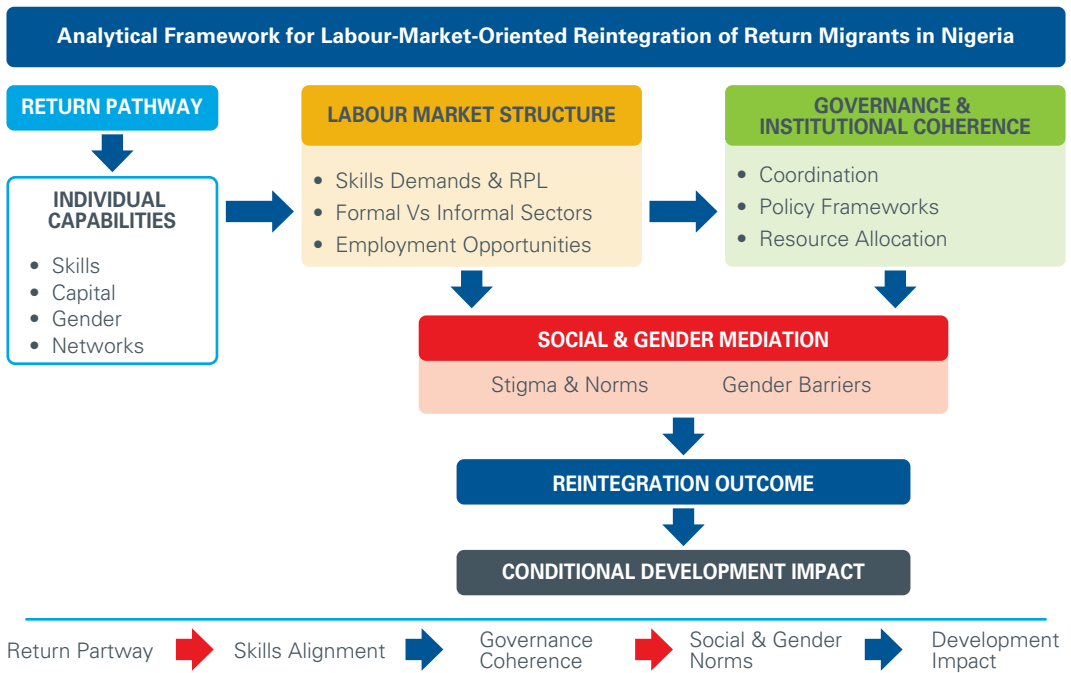 Analytical Framework for Labour-Market-Oriented Reintegration of Return Migrants in Nigeria
RETURN PATHWAY
INDIVIDUAL
CAPABILITIES
• Skills
• Capital
• Gender
• Networks
LABOUR MARKET STRUCTURE
• Skills Demands & RPL
• Formal Vs Informal Sectors
• Employment Opportunities
GOVERNANCE &
INSTITUTIONAL COHERENCE
• Coordination
• Policy Frameworks
• Resource Allocation
SOCIAL & GENDER MEDIATION
Stigma & Norms Gender Barriers
REINTEGRATION OUTCOME
CONDITIONAL DEVELOPMENT IMPACT
Return Partway
Skills Alignment
Governance
Coherence
Social & Gender
Norms
Development
Impact